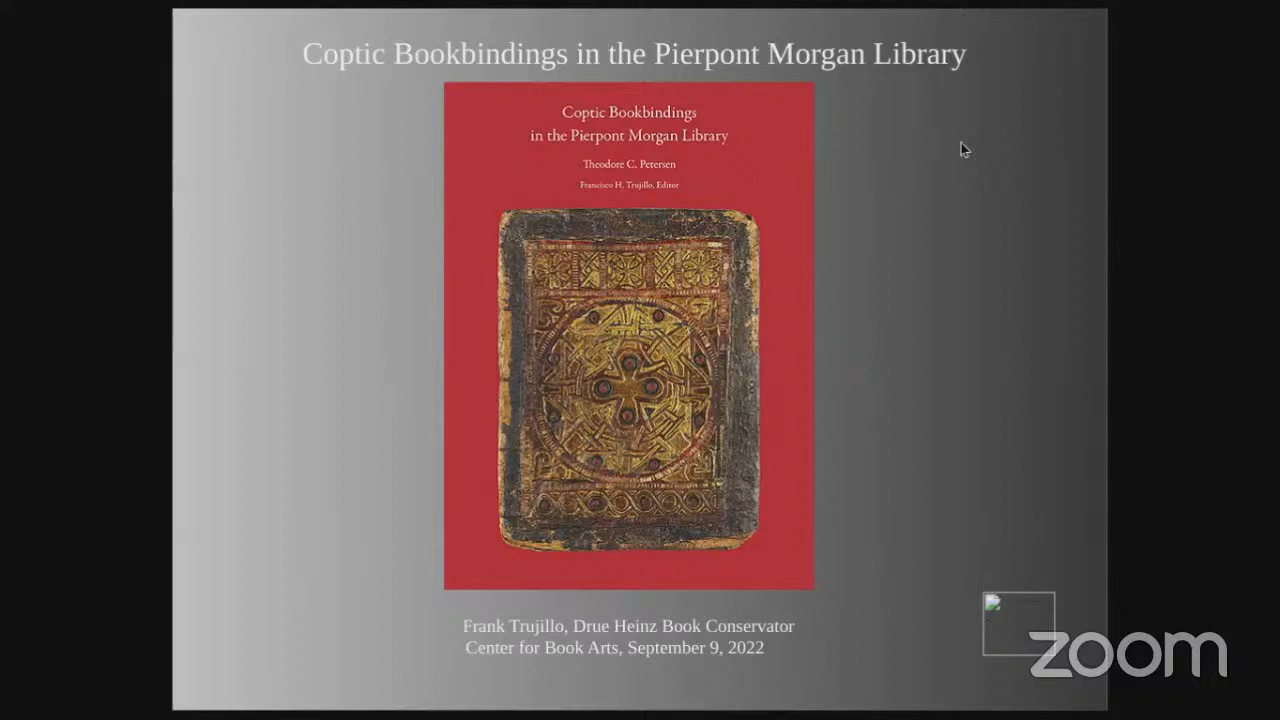 Coptic Bookbindings in the Pierpont Morgan Library
Coptic Bookbindings
in the Pierpont Morgan Library
Theodore C. Petersen
Francisco H. Trujillo, Editor
Frank Trujillo, Drue Heinz Book Conservator
Center for Book Arts, September 9, 2022
zoom